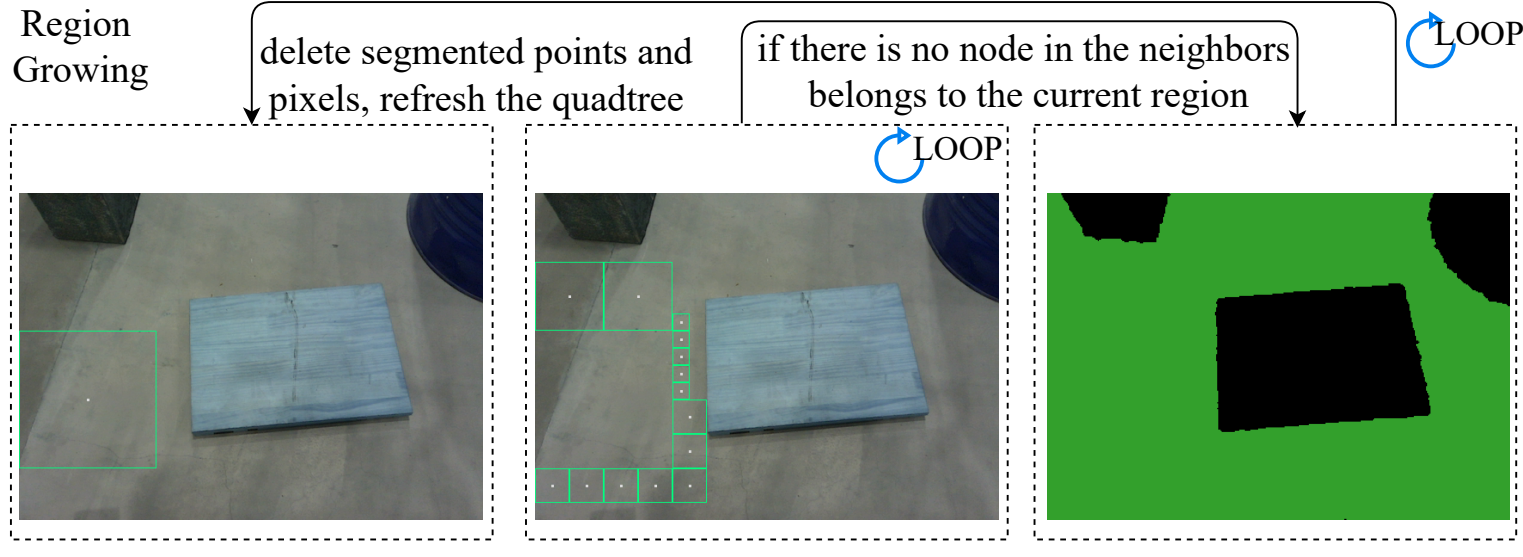 Region
Growing
delete segmented points and
pixels, refresh the quadtree
if there is no node in the neighbors
belongs to the current region
LOOP
LOOP